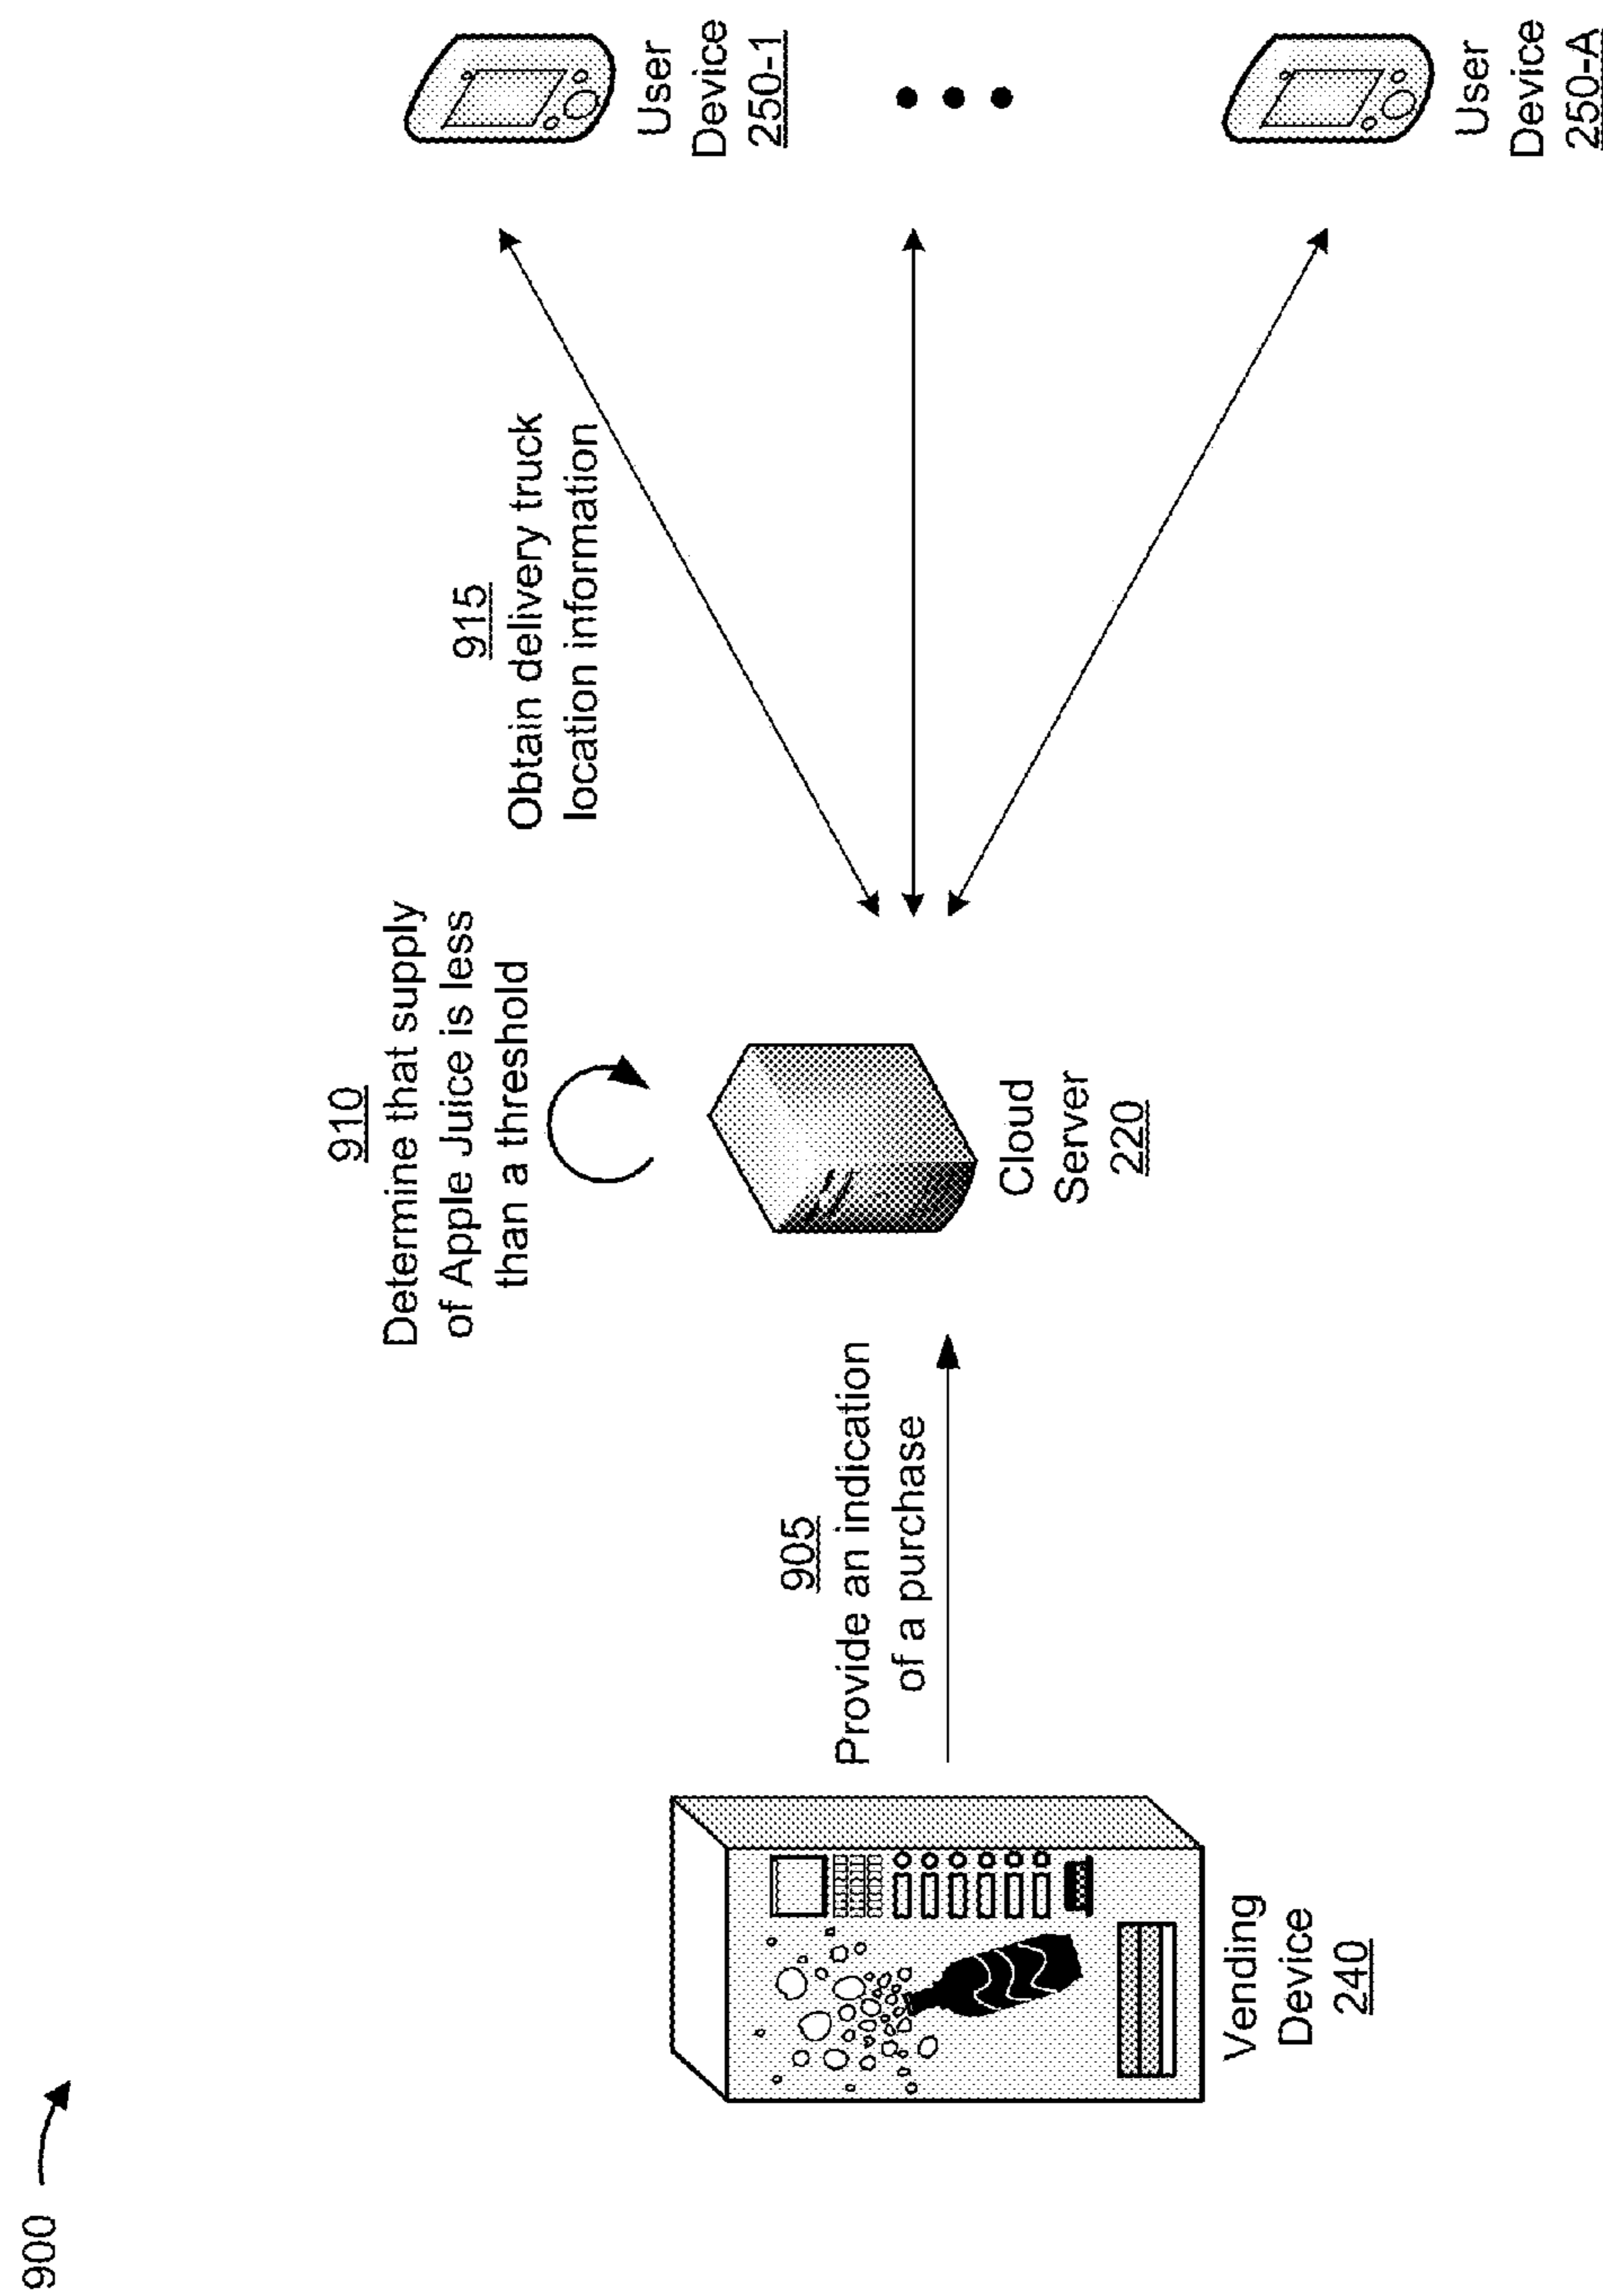 900
905
Provide an indication
of a purchase
910
Determine that supply
of Apple Juice is less
than a threshold
915
Obtain delivery truck
location information
Vending
Device
240
Cloud
Server
220
User
Device
250-1
User
Device
250-A